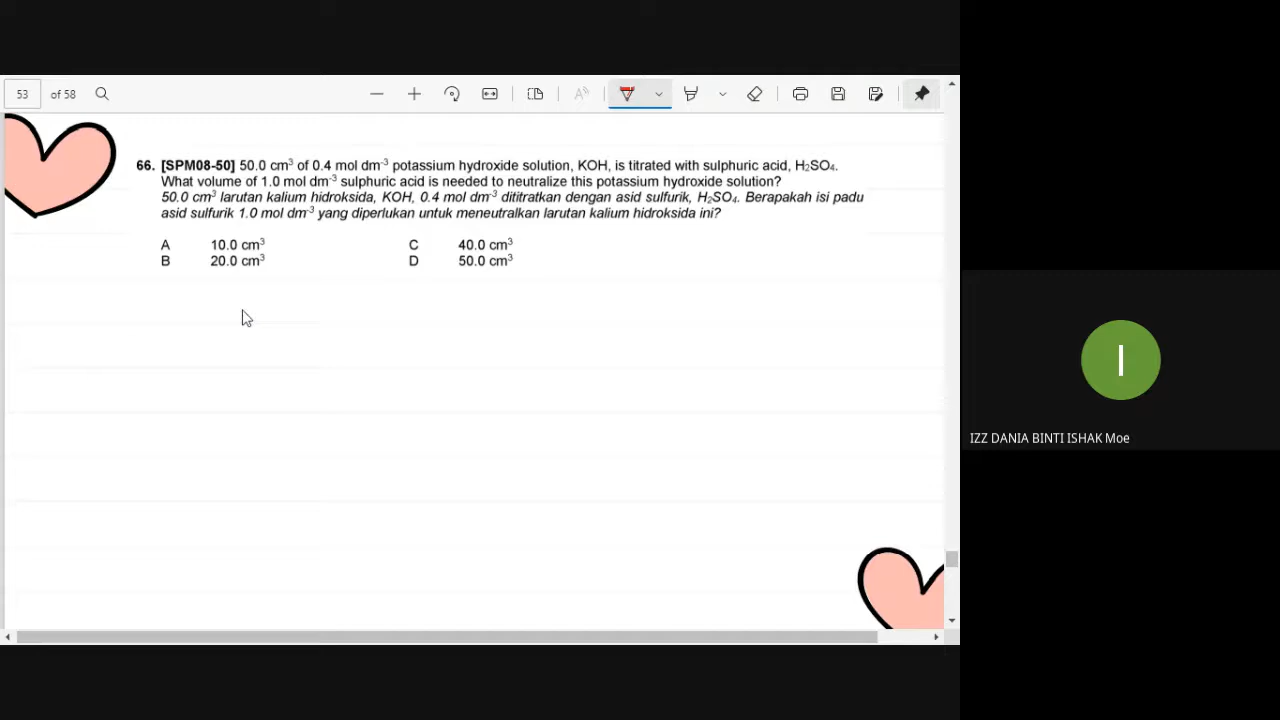 53 of 58
66. [SPM08-50] 50.0 cm³ of 0.4 mol dm⁻³ potassium hydroxide solution, KOH, is titrated with sulphuric acid, H₂SO₄.
What volume of 1.0 mol dm⁻³ sulphuric acid is needed to neutralize this potassium hydroxide solution?
50.0 cm³ larutan kalium hidroksida, KOH, 0.4 mol dm⁻³ dititratkan dengan asid sulfurik, H₂SO₄. Berapakah isi padu
asid sulfurik 1.0 mol dm⁻³ yang diperlukan untuk meneutralkan larutan kalium hidroksida ini?
A 10.0 cm³ C 40.0 cm³
B 20.0 cm³ D 50.0 cm³
I
IZZ DANIA BINTI ISHAK Moe